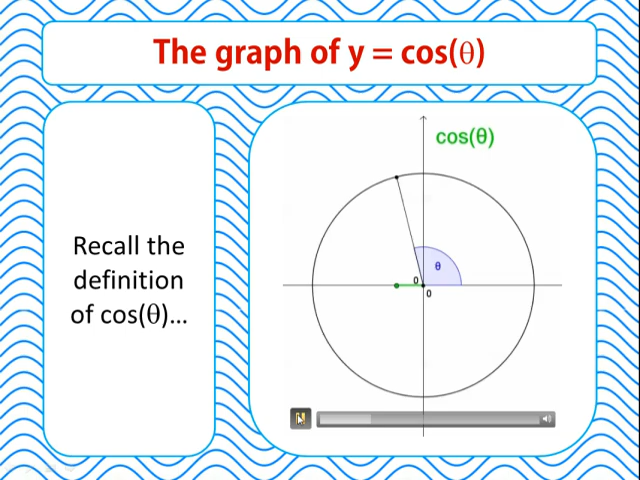 The graph of y = cos(θ)
Recall the
definition
of cos(θ)...
cos(θ)
θ
0
0